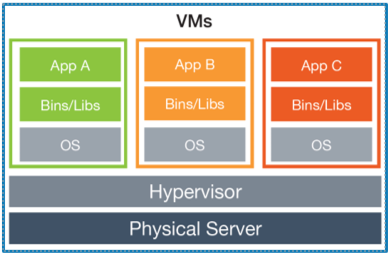 VMs
App A
App B
App C
Bins/Libs
Bins/Libs
Bins/Libs
OS
OS
OS
Hypervisor
Physical Server